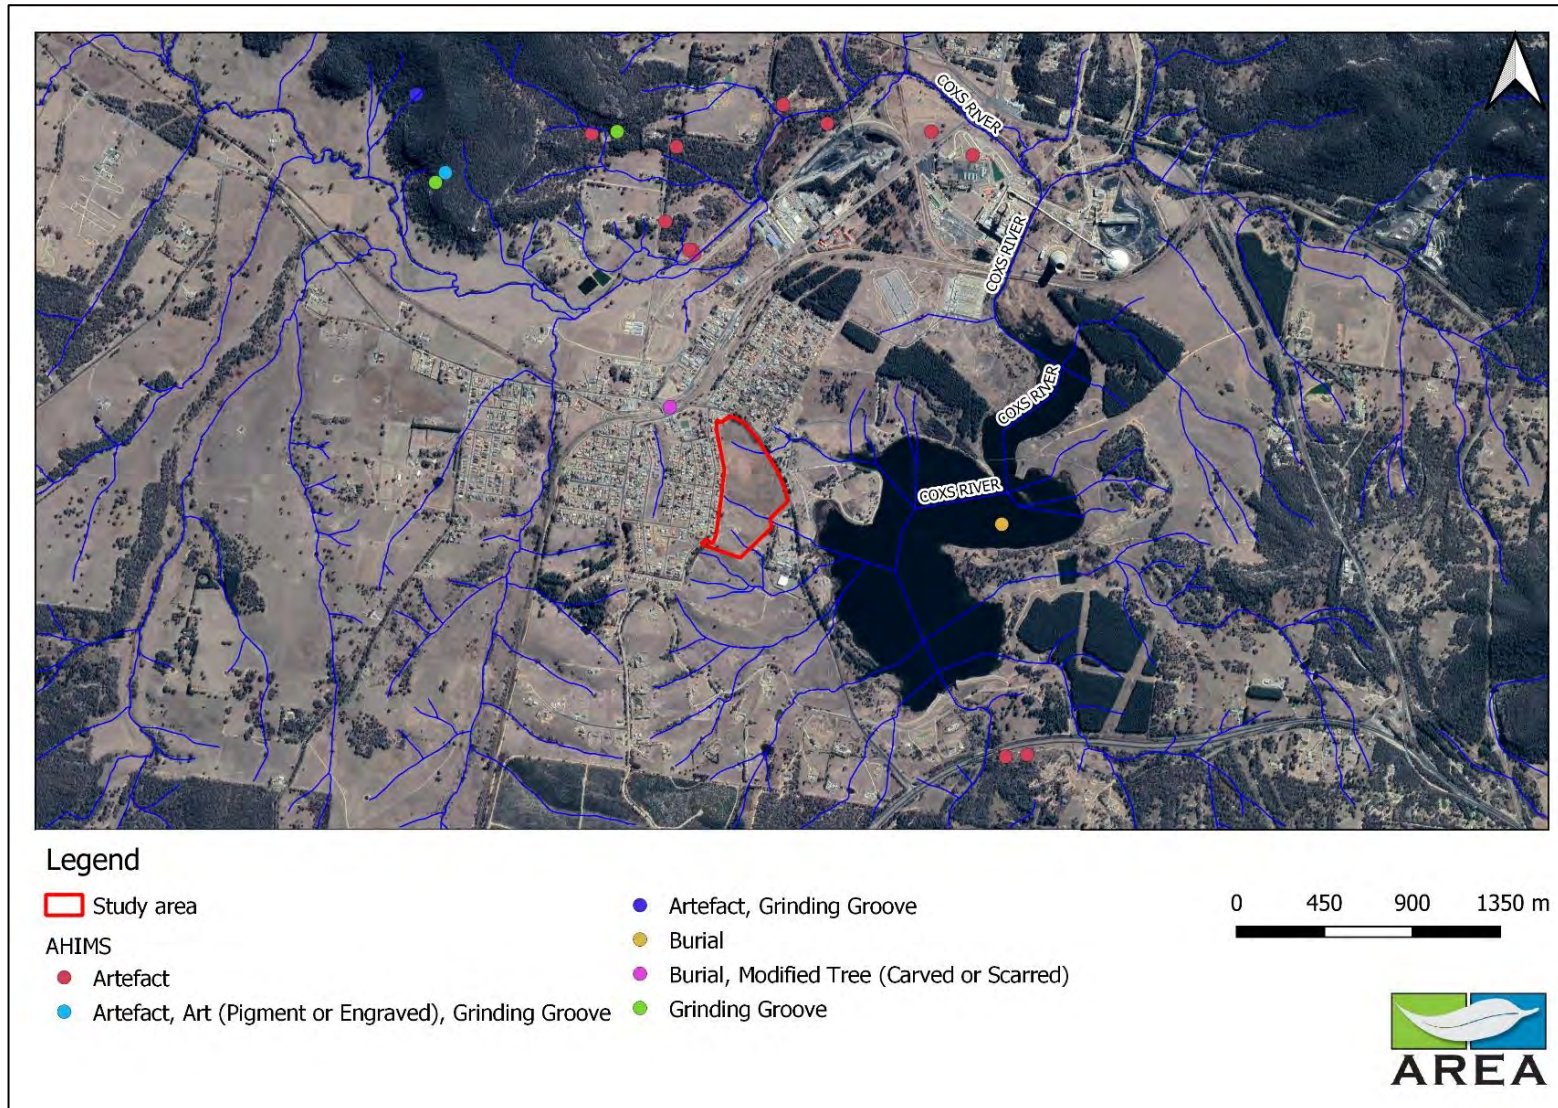 COXS RIVER
COXS RIVER
COXS RIVER
COXS RIVER
Legend
Study area
AHIMS
Artefact
Artefact, Art (Pigment or Engraved), Grinding Groove
Artefact, Grinding Groove
Burial
Burial, Modified Tree (Carved or Scarred)
Grinding Groove
0 450 900 1350 m
AREA